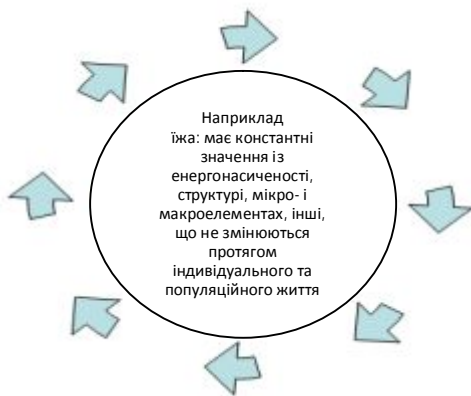 Наприклад
їжа: має константні
значення із
енергонасиченості,
структурі, мікро- і
макроелементах, інші,
що не змінюються
протягом
індивідуального та
популяційного життя